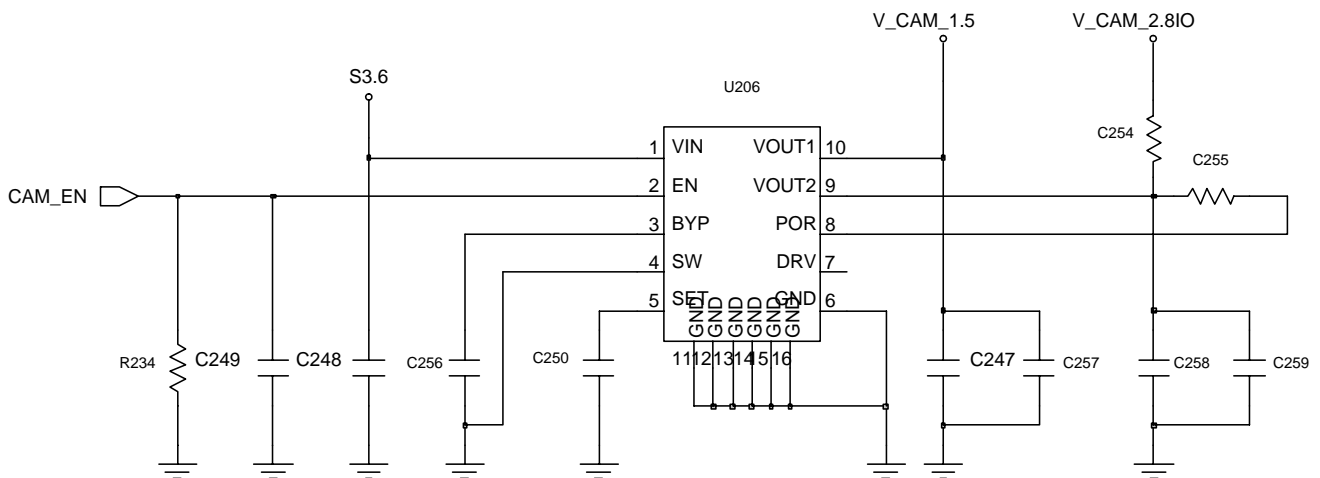 V_CAM_1.5
V_CAM_2.8IO
S3.6
U206
C254
C255
1 VIN VOUT1 10
CAM_EN
2 EN VOUT2 9
3 BYP POR 8
4 SW DRV 7
5 SET GND 6
GND GND GND GND GND GND
11 12 13 14 15 16
R234
C249
C248
C256
C250
C247
C257
C258
C259